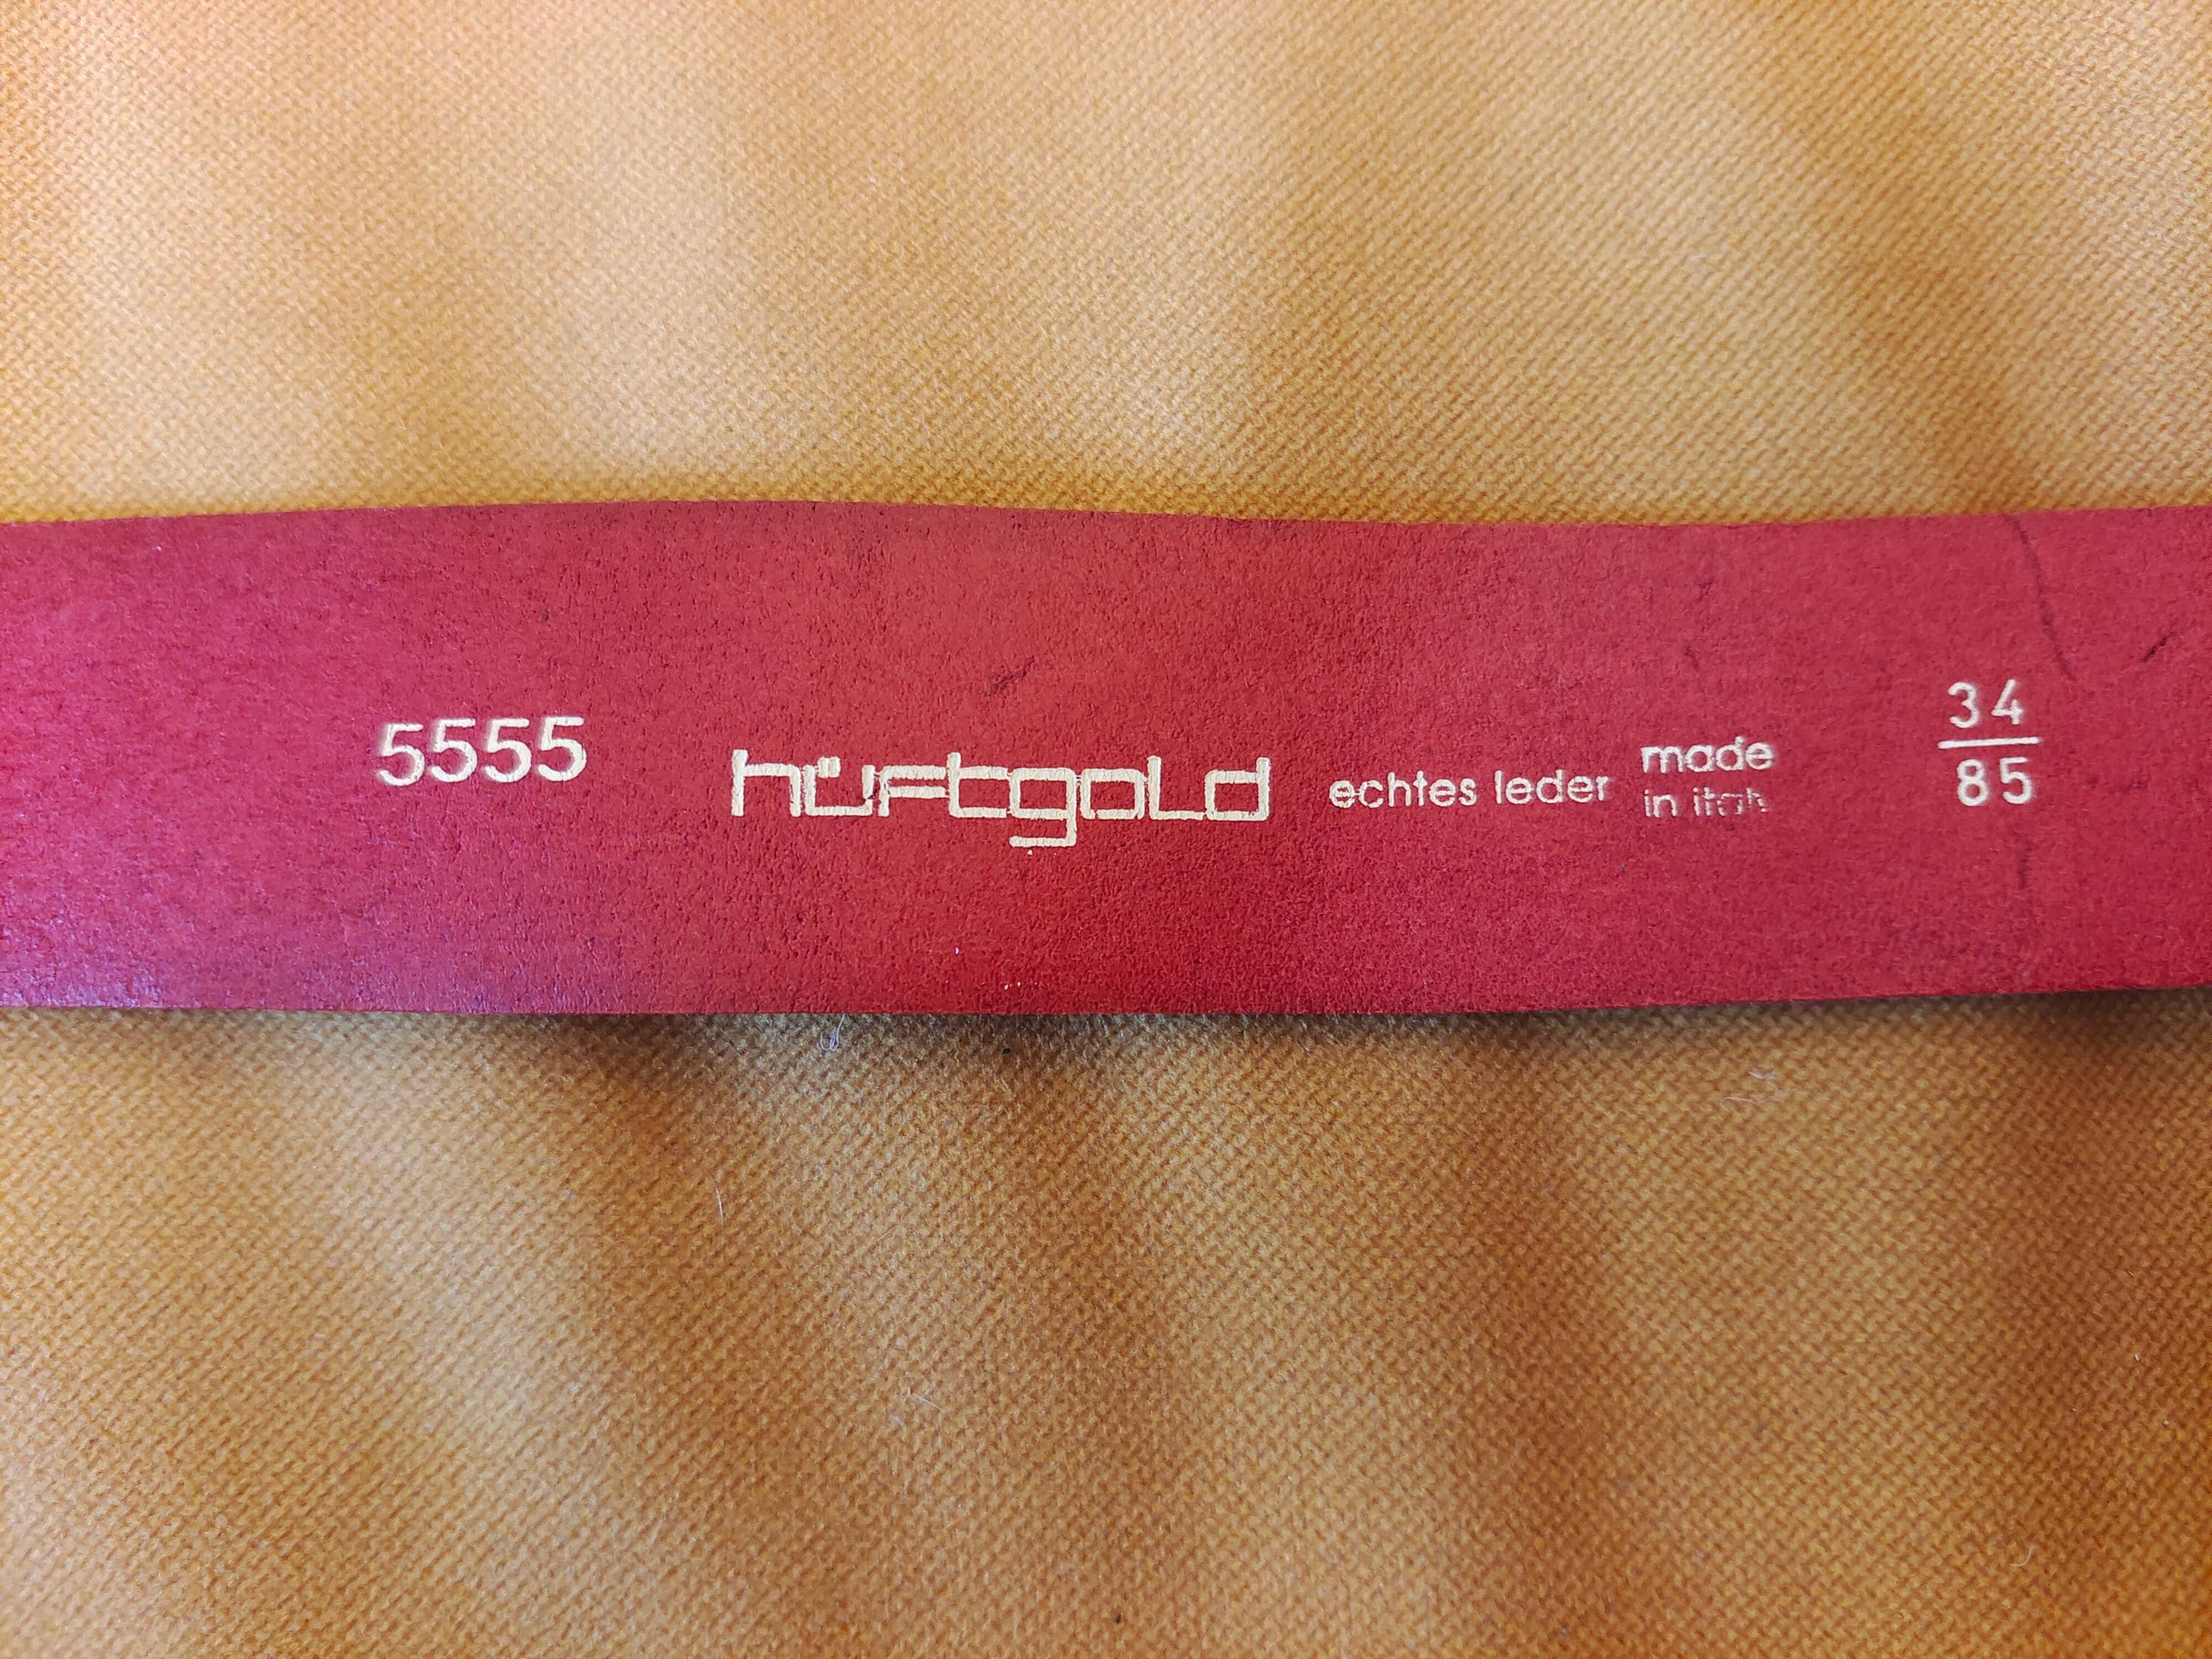 5555
hüftgold
echtes leder
made
in italy
34
85